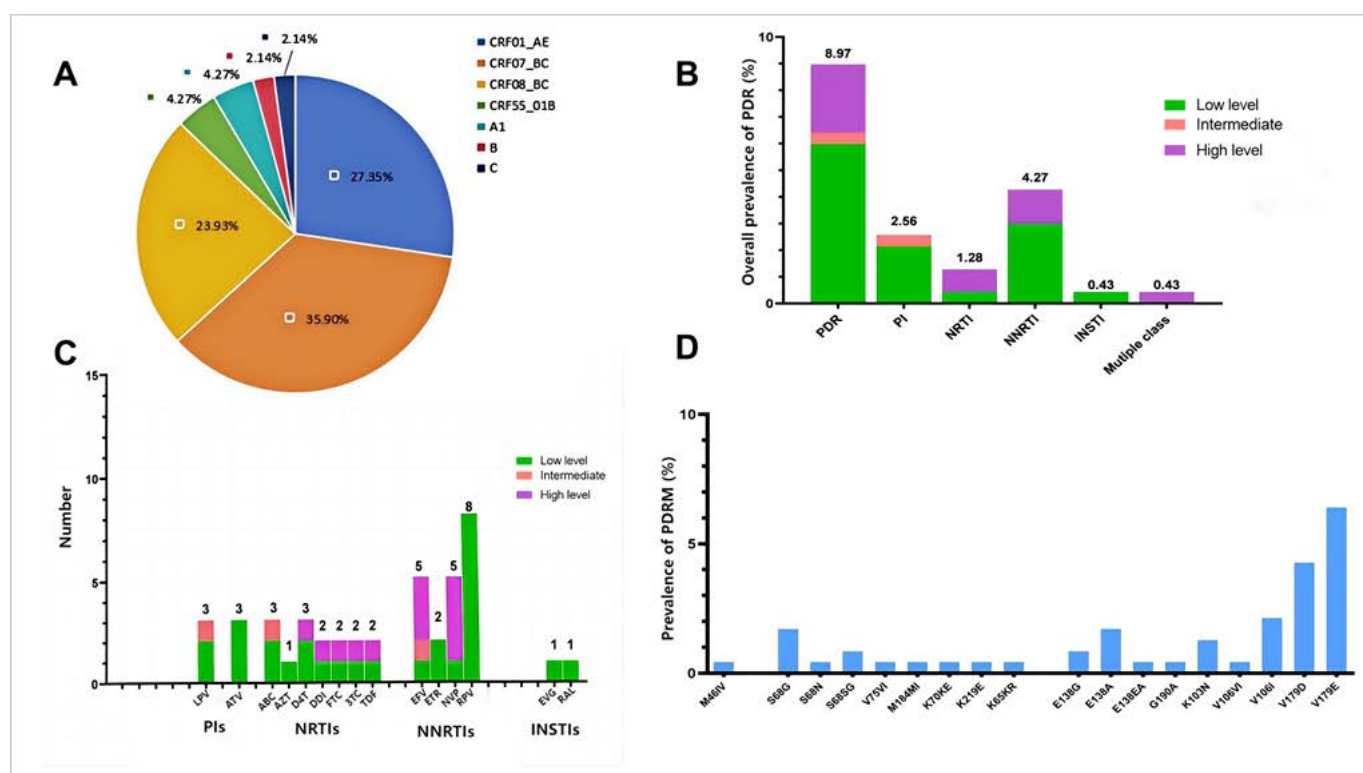 A
2.14%
2.14%
4.27%
4.27%
27.35%
23.93%
35.90%
CRF01_AE
CRF07_BC
CRF08_BC
CRF55_01B
A1
B
C
B
Overall prevalence of PDR (%)
10
0
8.97
2.56
1.28
4.27
0.43
0.43
Low level
Intermediate
High level
PDR
PI
NRTI
NNRTI
INSTI
Mutiple class
C
Number
15
10
5
0
3
3
3
1
3
2
2
2
2
5
2
5
8
1
1
Low level
Intermediate
High level
LPV
ATV
ABC
AZT
D4T
DDI
FTC
3TC
TDF
EFV
ETR
NVP
RPV
EVG
RAL
PIs
NRTIs
NNRTIs
INSTIs
D
Prevalence of PDRM (%)
10
5
0
M46IV
S68G
S68N
S68SG
V75VI
M184MI
K70KE
K219E
K65KR
E138G
E138A
E138EA
G190A
K103N
V106VI
V106I
V179D
V179E